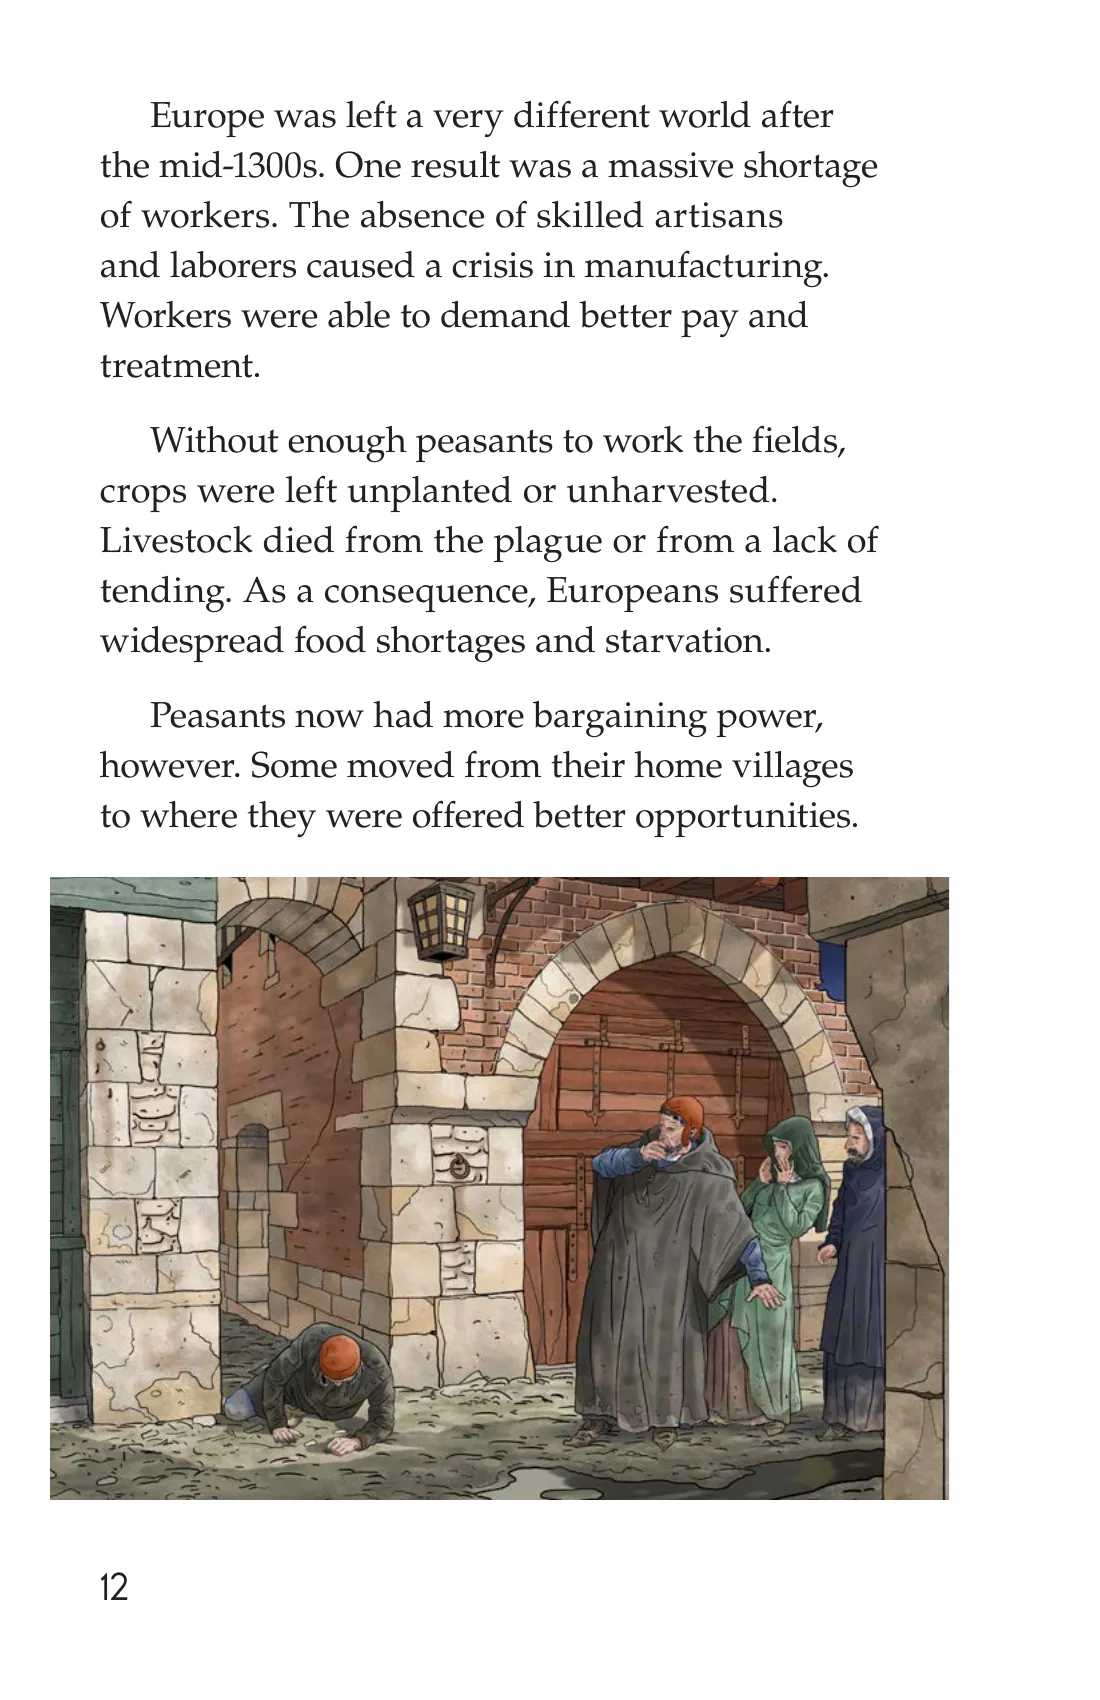 Europe was left a very different world after
the mid-1300s. One result was a massive shortage
of workers. The absence of skilled artisans
and laborers caused a crisis in manufacturing.
Workers were able to demand better pay and
treatment.
Without enough peasants to work the fields,
crops were left unplanted or unharvested.
Livestock died from the plague or from a lack of
tending. As a consequence, Europeans suffered
widespread food shortages and starvation.
Peasants now had more bargaining power,
however. Some moved from their home villages
to where they were offered better opportunities.
12